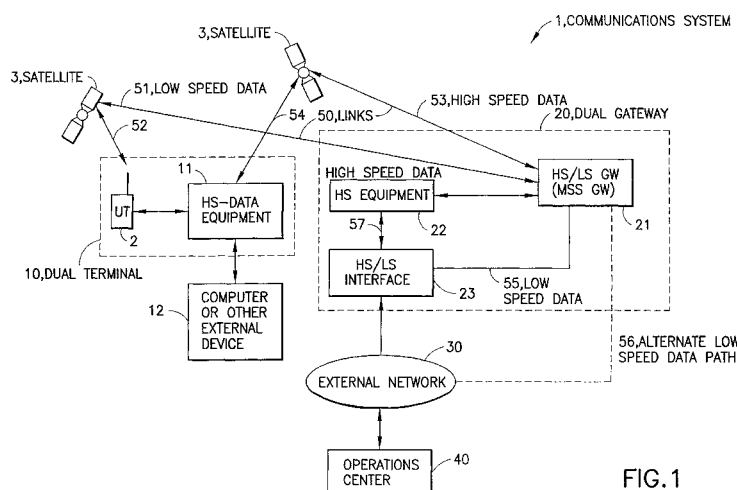 1,COMMUNICATIONS SYSTEM
3,SATELLITE
3,SATELLITE
51,LOW SPEED DATA
53,HIGH SPEED DATA
50,LINKS
20,DUAL GATEWAY
52
54
11
HIGH SPEED DATA
HS EQUIPMENT
HS/LS GW
(MSS GW)
UT
HS-DATA
EQUIPMENT
2
22
21
57
10,DUAL TERMINAL
HS/LS
INTERFACE
23
55,LOW
SPEED DATA
12
COMPUTER
OR OTHER
EXTERNAL
DEVICE
30
56,ALTERNATE LOW
SPEED DATA PATH
EXTERNAL NETWORK
OPERATIONS
CENTER
40
FIG.1